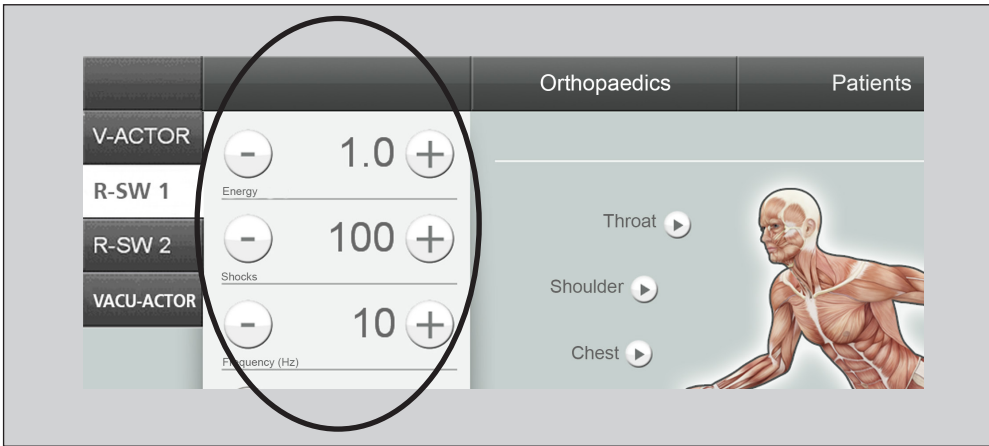 Orthopaedics Patients
V-ACTOR
R-SW 1
R-SW 2
VACU-ACTOR
- 1.0 +
Energy
- 100 +
Shocks
- 10 +
Frequency (Hz)
Throat
Shoulder
Chest